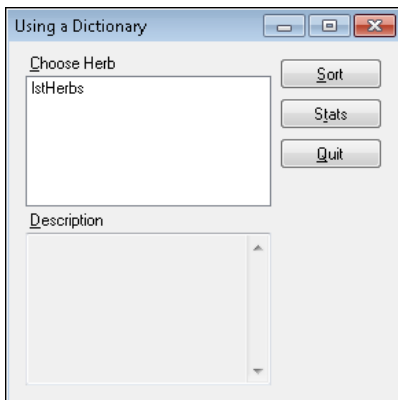 Using a Dictionary
Choose Herb
lstHerbs
Sort
Stats
Quit
Description